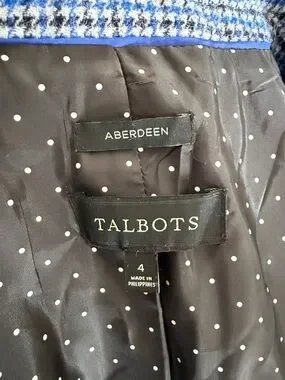 ABERDEEN
TALBOTS
4
MADE IN
PHILIPPINES